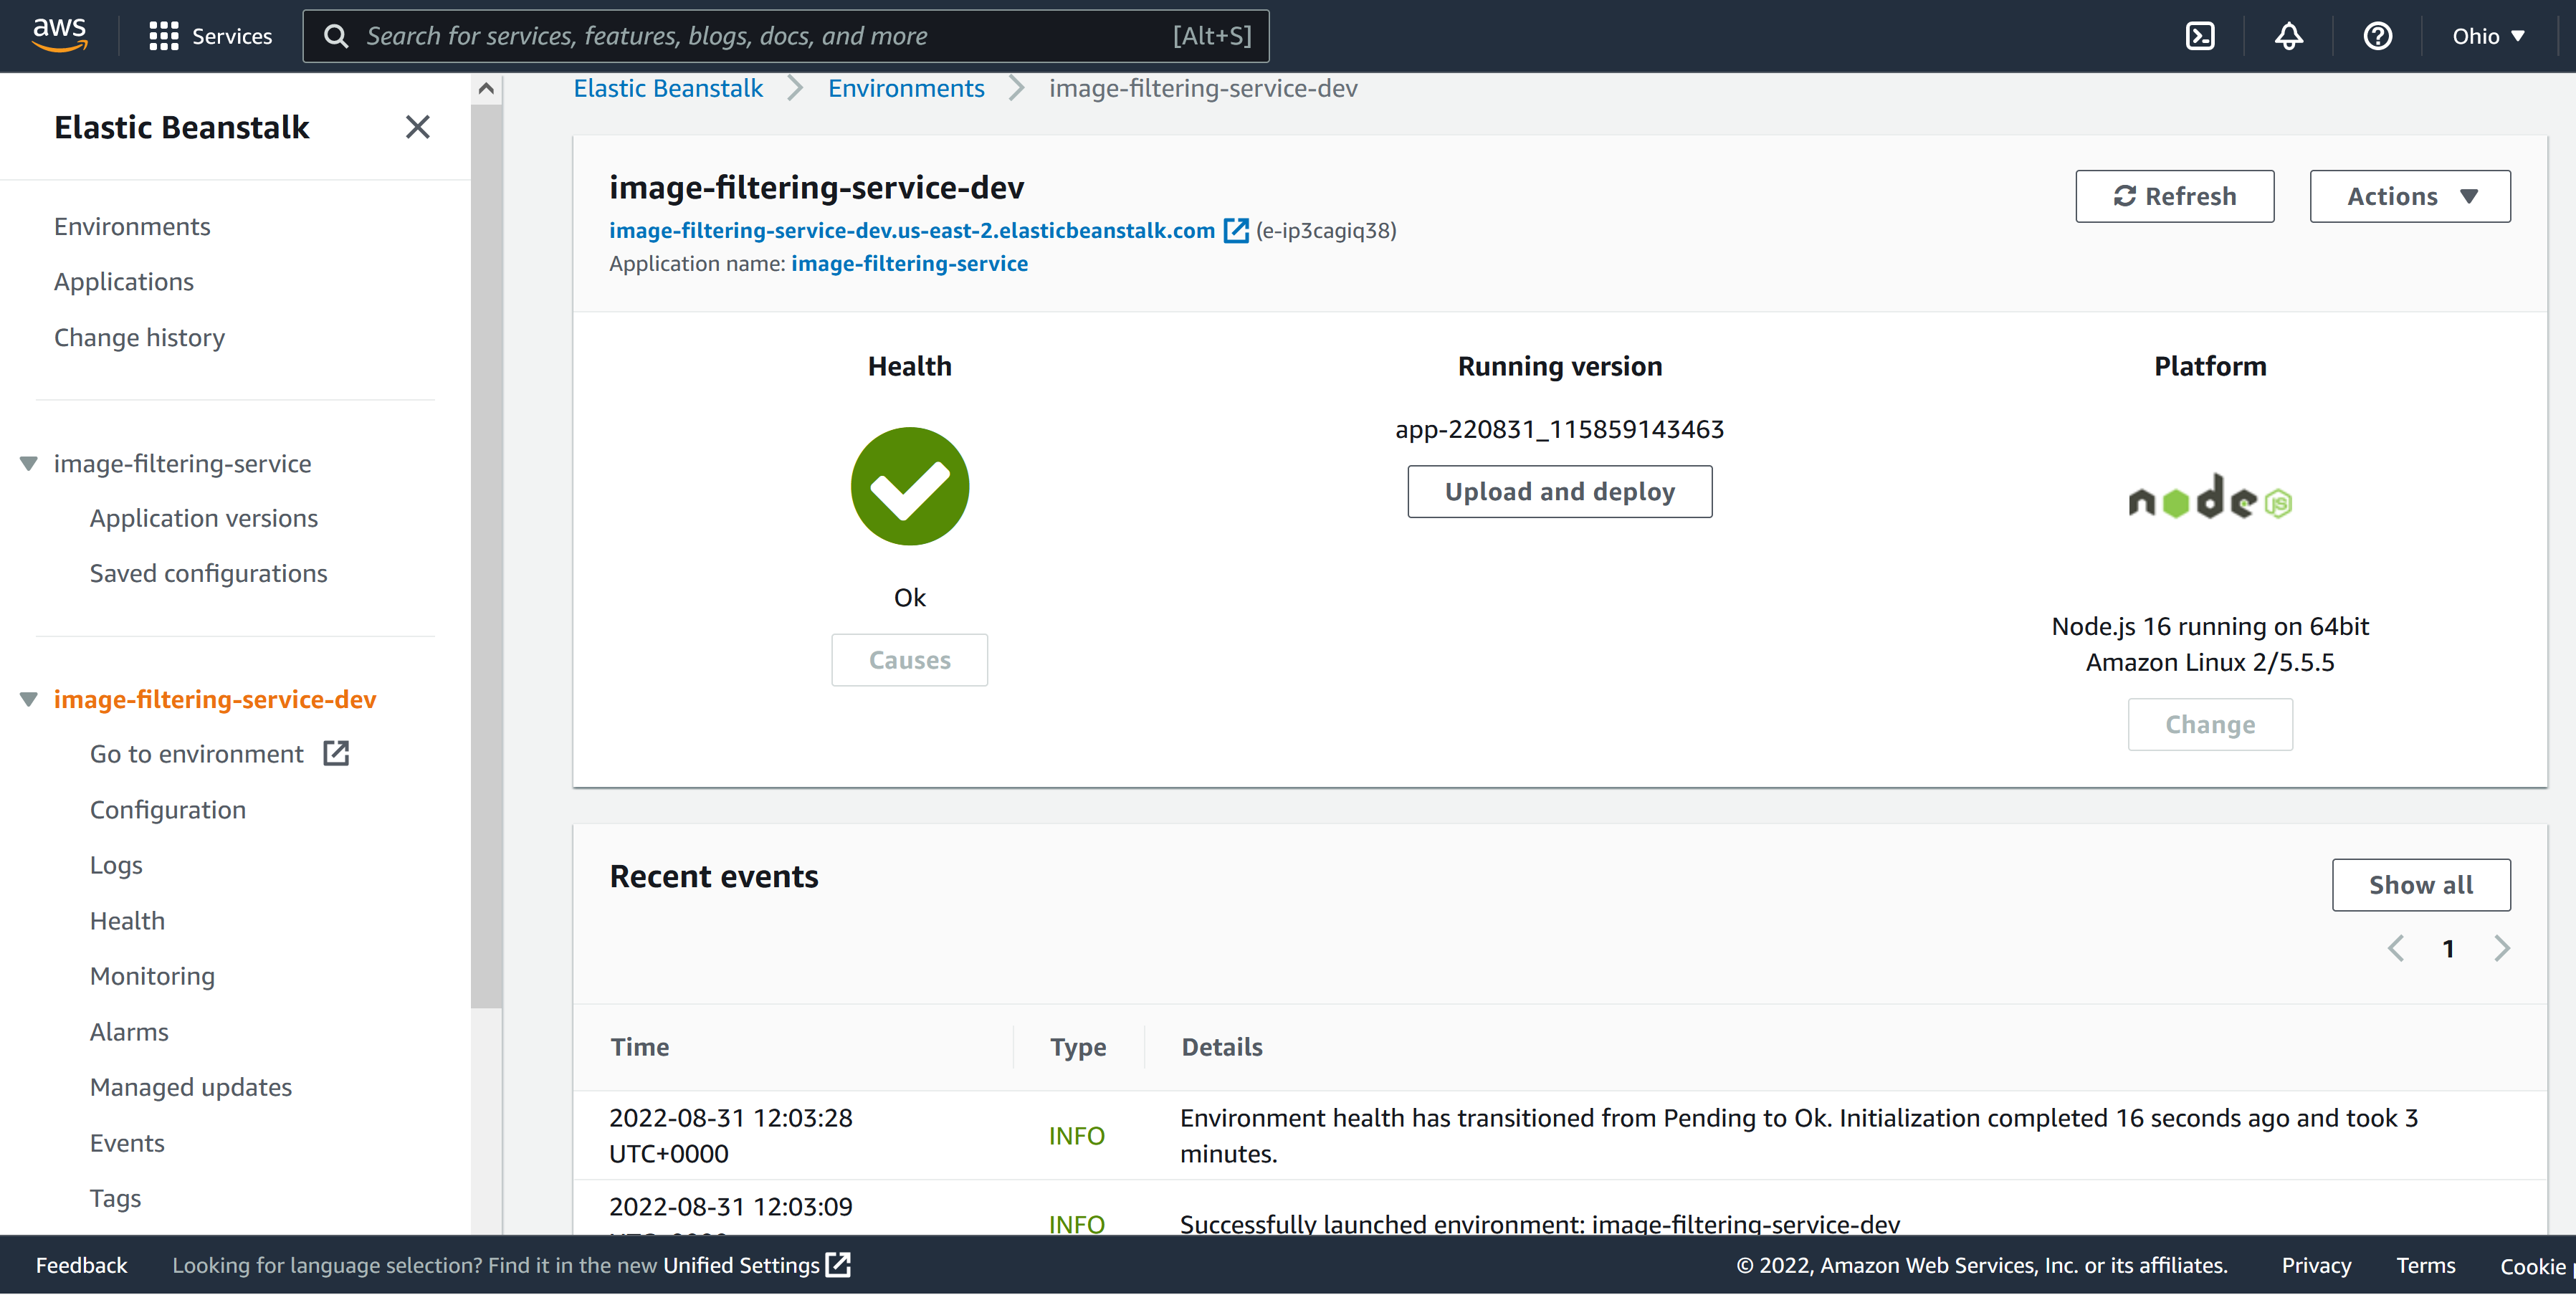 aws
Services
Search for services, features, blogs, docs, and more
[Alt+S]
Ohio
Elastic Beanstalk
Environments
Applications
Change history
image-filtering-service
Application versions
Saved configurations
image-filtering-service-dev
Go to environment
Configuration
Logs
Health
Monitoring
Alarms
Managed updates
Events
Tags
Elastic Beanstalk
Environments
image-filtering-service-dev
image-filtering-service-dev
image-filtering-service-dev.us-east-2.elasticbeanstalk.com (e-ip3cagiq38)
Application name: image-filtering-service
Refresh
Actions
Health
Ok
Causes
Running version
app-220831_115859143463
Upload and deploy
Platform
node JS
Node.js 16 running on 64bit
Amazon Linux 2/5.5.5
Change
Recent events
Show all
1
Time
Type
Details
2022-08-31 12:03:28
UTC+0000
INFO
Environment health has transitioned from Pending to Ok. Initialization completed 16 seconds ago and took 3
minutes.
2022-08-31 12:03:09
INFO
Successfully launched environment: image-filtering-service-dev
Feedback
Looking for language selection? Find it in the new Unified Settings
© 2022, Amazon Web Services, Inc. or its affiliates.
Privacy
Terms
Cookie